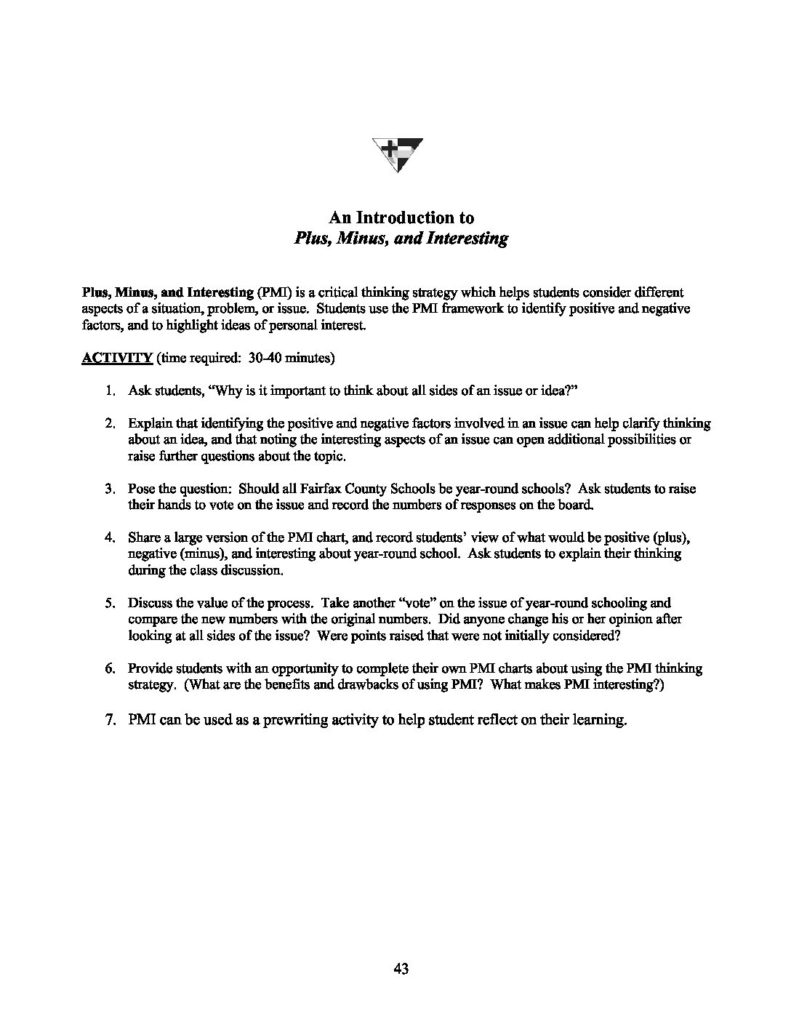 An Introduction to
Plus, Minus, and Interesting
Plus, Minus, and Interesting (PMI) is a critical thinking strategy which helps students consider different
aspects of a situation, problem, or issue. Students use the PMI framework to identify positive and negative
factors, and to highlight ideas of personal interest.
ACTIVITY (time required: 30-40 minutes)
1. Ask students, “Why is it important to think about all sides of an issue or idea?”
2. Explain that identifying the positive and negative factors involved in an issue can help clarify thinking
about an idea, and that noting the interesting aspects of an issue can open additional possibilities or
raise further questions about the topic.
3. Pose the question: Should all Fairfax County Schools be year-round schools? Ask students to raise
their hands to vote on the issue and record the numbers of responses on the board.
4. Share a large version of the PMI chart, and record students’ view of what would be positive (plus),
negative (minus), and interesting about year-round school. Ask students to explain their thinking
during the class discussion.
5. Discuss the value of the process. Take another “vote” on the issue of year-round schooling and
compare the new numbers with the original numbers. Did anyone change his or her opinion after
looking at all sides of the issue? Were points raised that were not initially considered?
6. Provide students with an opportunity to complete their own PMI charts about using the PMI thinking
strategy. (What are the benefits and drawbacks of using PMI? What makes PMI interesting?)
7. PMI can be used as a prewriting activity to help student reflect on their learning.
43